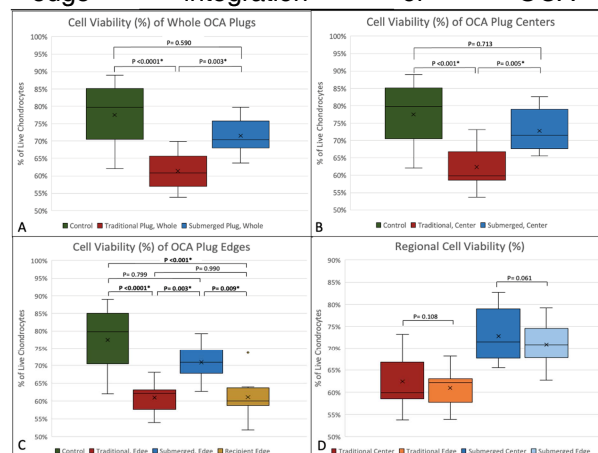 edge integration of OCA
Cell Viability (%) of Whole OCA Plugs
100%
95%
90%
85%
80%
75%
70%
65%
60%
55%
50%
% of Live Chondrocytes
P = 0.590
P <0.0001* P = 0.003*
A
Control Traditional Plug, Whole Submerged Plug, Whole
Cell Viability (%) of OCA Plug Centers
100%
95%
90%
85%
80%
75%
70%
65%
60%
55%
50%
% of Live Chondrocytes
P = 0.713
P <0.001* P = 0.005*
B
Control Traditional, Center Submerged, Center
Cell Viability (%) of OCA Plug Edges
100%
95%
90%
85%
80%
75%
70%
65%
60%
55%
50%
% of Live Chondrocytes
P <0.001*
P= 0.799 P= 0.990
P <0.0001* P= 0.003* P= 0.009*
C
Control Traditional, Edge Submerged, Edge Recipient Edge
Regional Cell Viability (%)
90%
85%
80%
75%
70%
65%
60%
55%
50%
% of Live Chondrocytes
P= 0.061
P= 0.108
D
Traditional Center Traditional Edge Submerged Center Submerged Edge